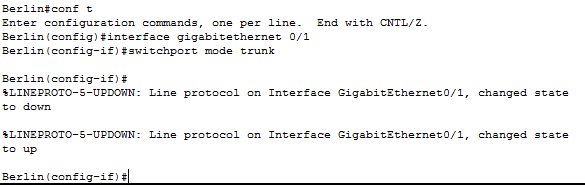 Berlin#conf t
Enter configuration commands, one per line.  End with CNTL/Z.
Berlin(config)#interface gigabitethernet 0/1
Berlin(config-if)#switchport mode trunk
Berlin(config-if)#
%LINEPROTO-5-UPDOWN: Line protocol on Interface GigabitEthernet0/1, changed state
to down
%LINEPROTO-5-UPDOWN: Line protocol on Interface GigabitEthernet0/1, changed state
to up
Berlin(config-if)#